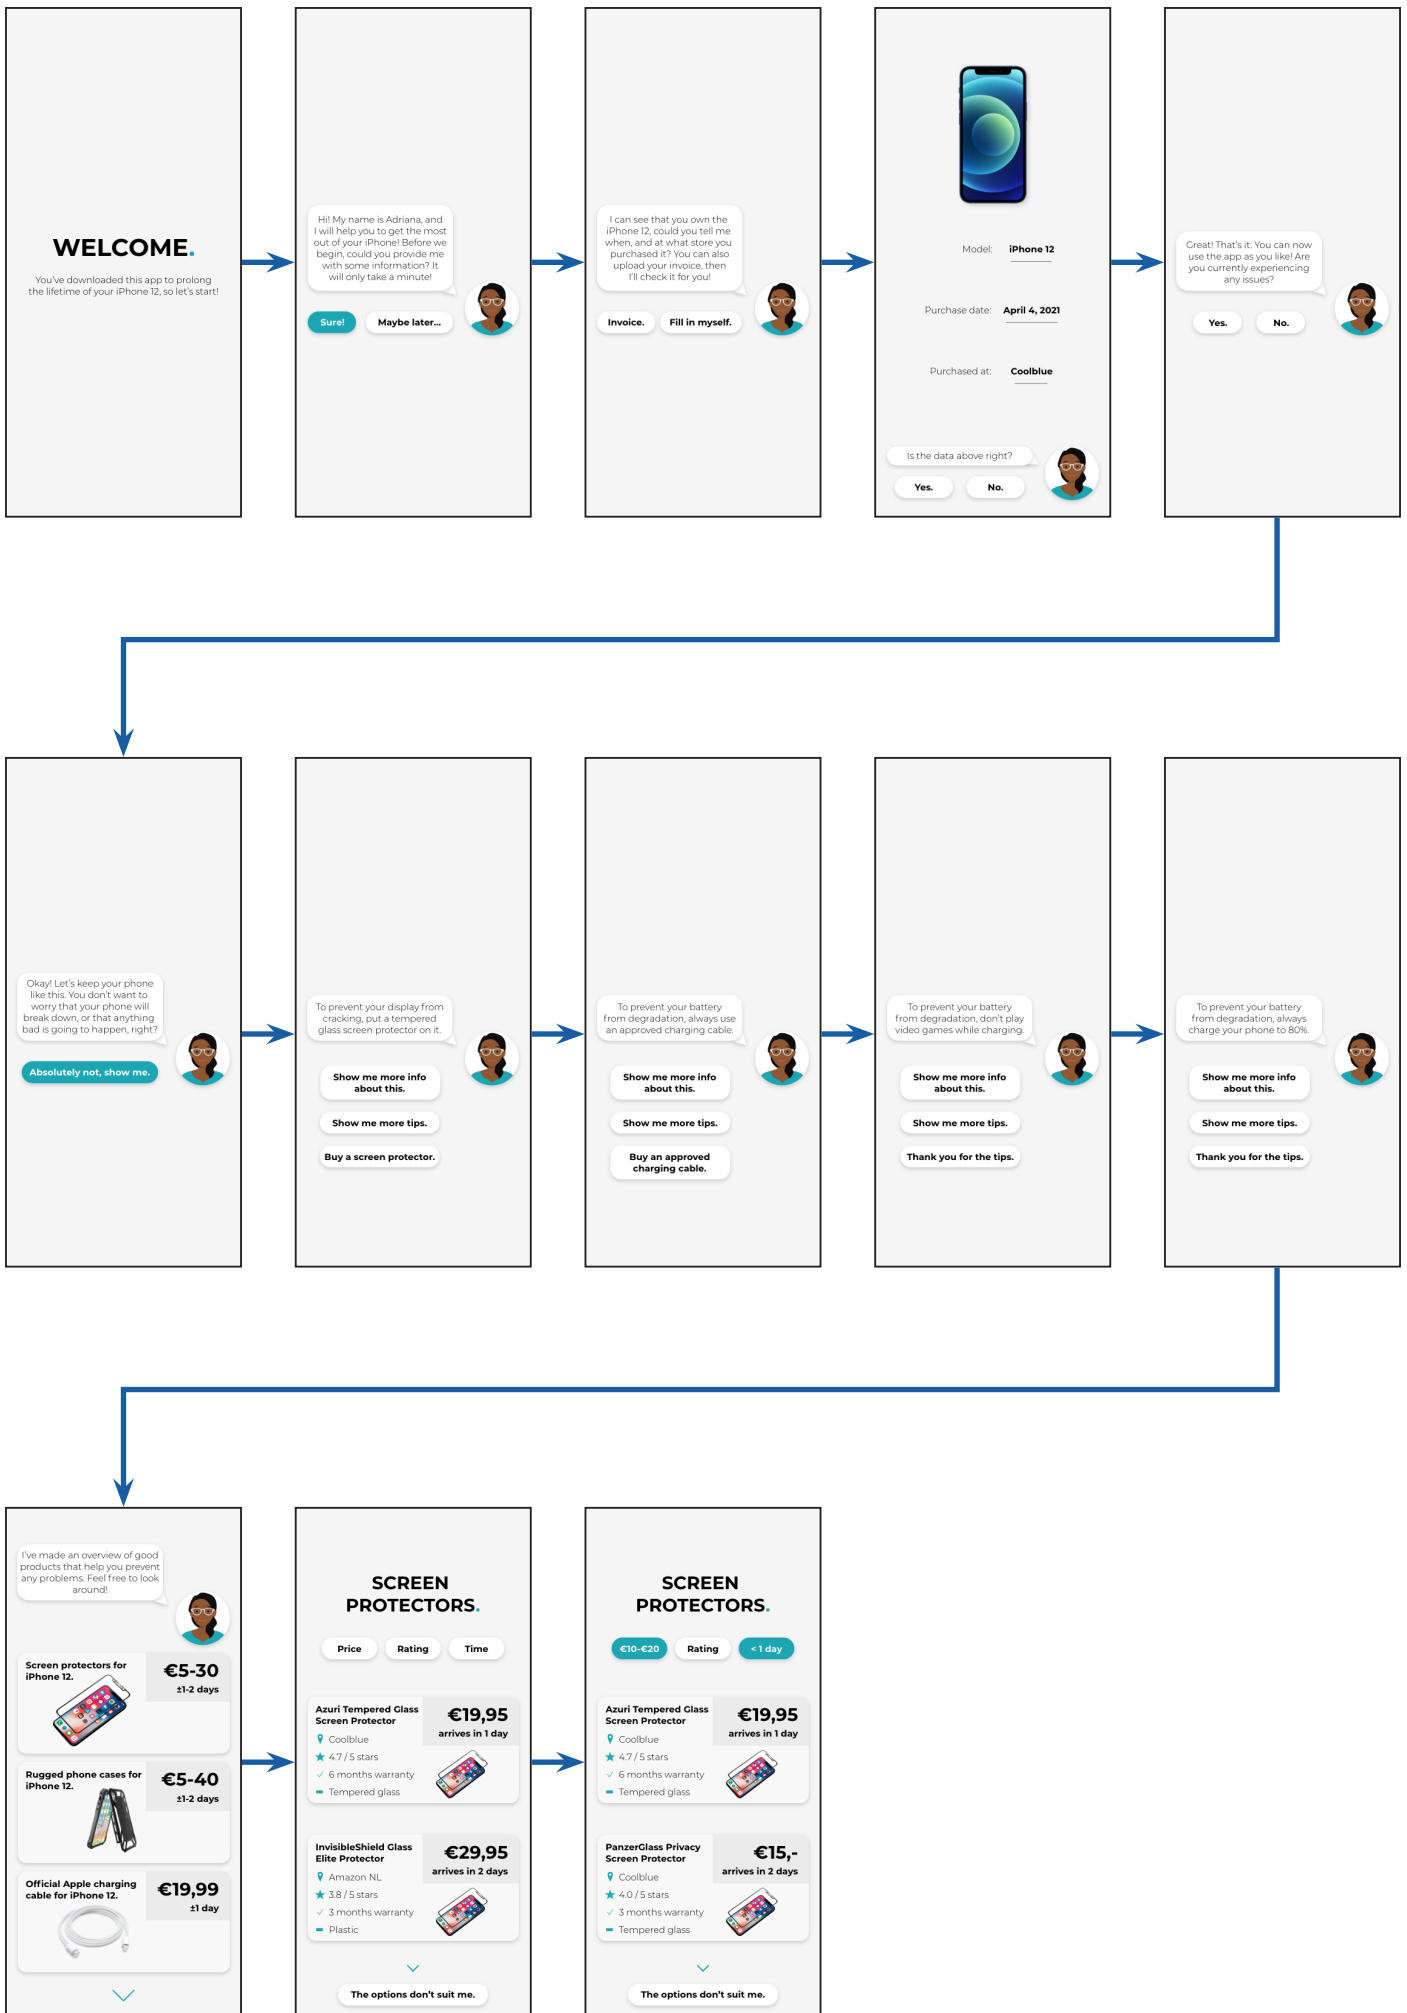 WELCOME.
You've downloaded this app to prolong
the lifetime of your iPhone 12, so let's start!
Hi! My name is Adriana, and
I will help you to get the most
out of your iPhone! Before we
begin, could you provide me
with some information? It
will only take a minute!
Sure!
Maybe later...
I can see that you own the
iPhone 12, could you tell me
when, and at what store you
purchased it? You can also
upload your invoice, then
I'll check it for you!
Invoice.
Fill in myself.
Model: iPhone 12
Purchase date: April 4, 2021
Purchased at: Coolblue
Is the data above right?
Yes.
No.
Great! That's it. You can now
use the app as you like! Are
you currently experiencing
any issues?
Yes.
No.
Okay! Let's keep your phone
like this. You don't want to
worry that your phone will
break down, or that anything
bad is going to happen, right?
Absolutely not, show me.
To prevent your display from
cracking, put a tempered
glass screen protector on it.
Show me more info
about this.
Show me more tips.
Buy a screen protector.
To prevent your battery
from degradation, always use
an approved charging cable.
Show me more info
about this.
Show me more tips.
Buy an approved
charging cable.
To prevent your battery
from degradation, don't play
video games while charging.
Show me more info
about this.
Show me more tips.
Thank you for the tips.
To prevent your battery
from degradation, always
charge your phone to 80%.
Show me more info
about this.
Show me more tips.
Thank you for the tips.
I've made an overview of good
products that help you prevent
any problems. Feel free to look
around!
Screen protectors for
iPhone 12.
€5-30
±1-2 days
Rugged phone cases for
iPhone 12.
€5-40
±1-2 days
Official Apple charging
cable for iPhone 12.
€19,99
±1 day
SCREEN
PROTECTORS.
Price
Rating
Time
Azuri Tempered Glass
Screen Protector
€19,95
arrives in 1 day
Coolblue
4.7 / 5 stars
6 months warranty
Tempered glass
InvisibleShield Glass
Elite Protector
€29,95
arrives in 2 days
Amazon NL
3.8 / 5 stars
3 months warranty
Plastic
The options don't suit me.
SCREEN
PROTECTORS.
€10-€20
Rating
< 1 day
Azuri Tempered Glass
Screen Protector
€19,95
arrives in 1 day
Coolblue
4.7 / 5 stars
6 months warranty
Tempered glass
PanzerGlass Privacy
Screen Protector
€15,-
arrives in 2 days
Coolblue
4.0 / 5 stars
3 months warranty
Tempered glass
The options don't suit me.